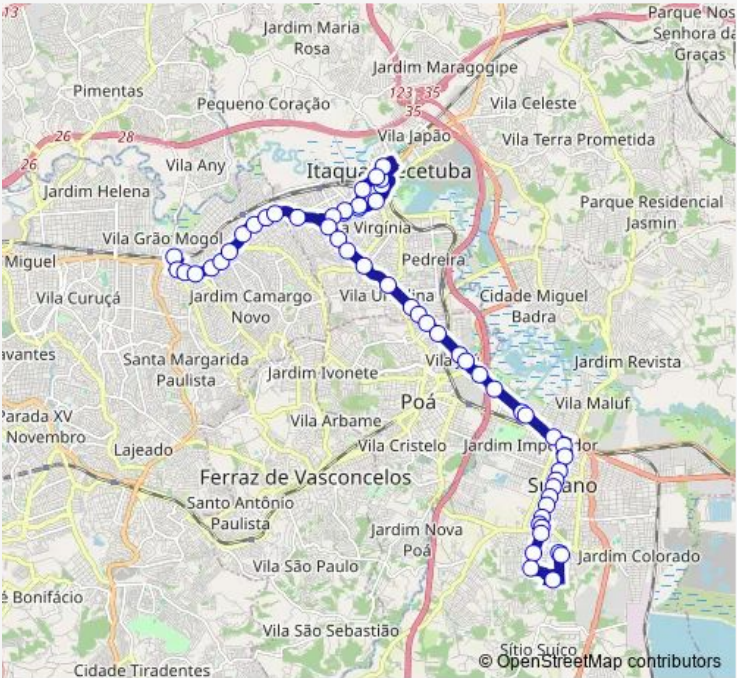 13
Jardim Maria
Rosa
Parque Nos
Senhora da
Graças
Jardim Maragogipe
Pimentas
Pequeno Coração
123
35
35
Vila Celeste
26
28
Vila Japão
Vila Terra Prometida
26
Vila Any
Itaqua
ecetuba
Jardim Helena
Parque Residencial
Jasmin
Vila Grão Mogol
a Virgínia
Miguel
Pedreira
Vila Curuçá
Jardim Camargo
Novo
Vila U
lina
Cidade Miguel
Badra
avantes
Santa Margarida
Paulista
Jardim Ivonete
Vila
Jardim Revista
Poá
Vila Maluf
Parada XV
Novembro
Vila Arbame
Lajeado
Vila Cristelo
Jardim Impe
dor
Ferraz de Vasconcelos
Su
ano
Santo Antônio
Paulista
Jardim Nova
Poá
Jardim Colorado
Vila São Paulo
é Bonifácio
Vila São Sebastião
Sítio Suíço
Cidade Tiradentes
© OpenStreetMap contributors